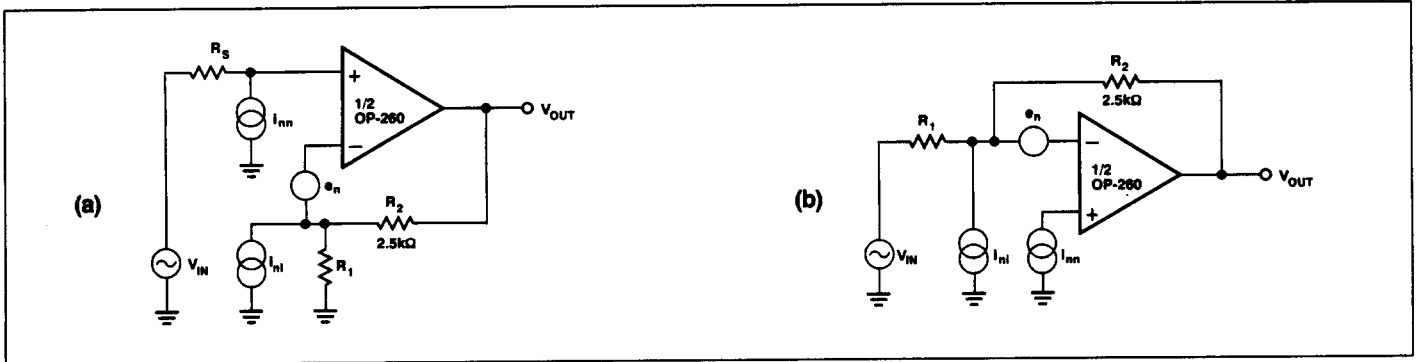 (a)
R_S
i_nn
+
1/2
OP-260
−
V_OUT
e_n
R_2
2.5kΩ
V_IN
i_ni
R_1
(b)
R_2
2.5kΩ
e_n
R_1
−
1/2
OP-260
+
V_OUT
V_IN
i_ni
i_nn